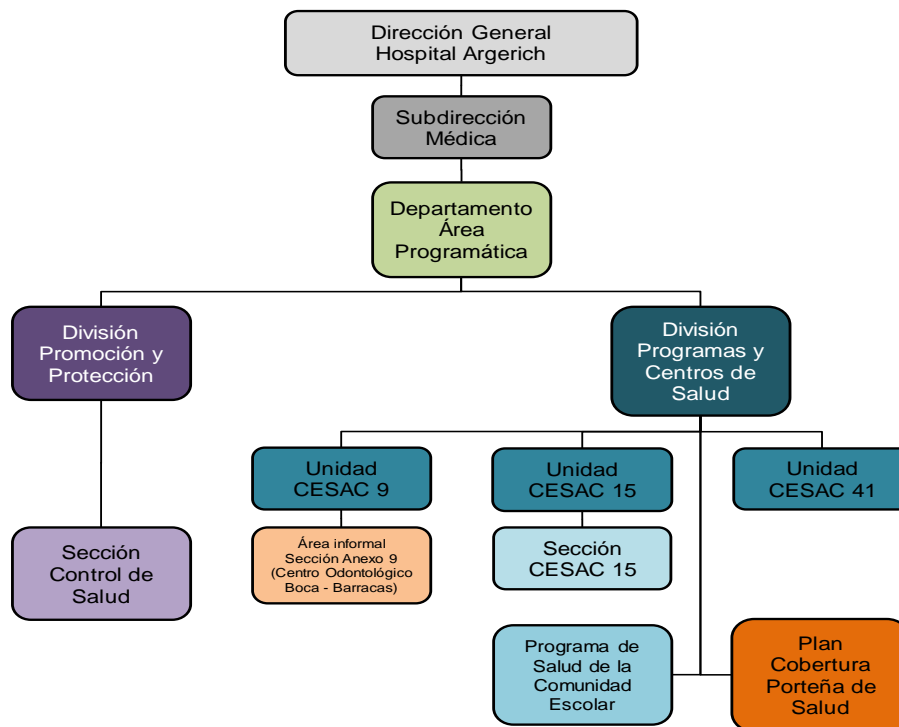 Dirección General
Hospital Argerich
Subdirección
Médica
Departamento
Área
Programática
División
Promoción y
Protección
División
Programas y
Centros de
Salud
Unidad
CESAC 9
Unidad
CESAC 15
Unidad
CESAC 41
Sección
Control de
Salud
Área informal
Sección Anexo 9
(Centro Odontológico
Boca - Barracas)
Sección
CESAC 15
Programa de
Salud de la
Comunidad
Escolar
Plan
Cobertura
Porteña de
Salud